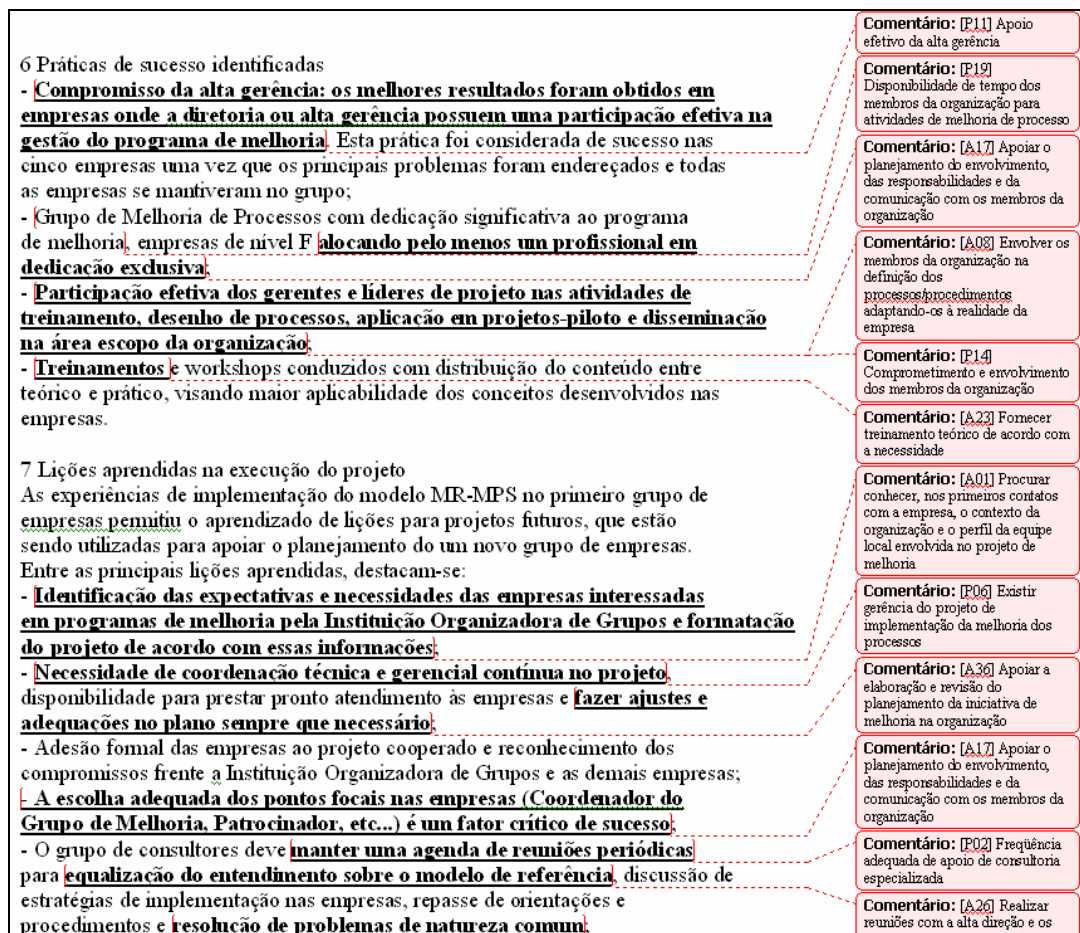 6 Práticas de sucesso identificadas
- Compromisso da alta gerência: os melhores resultados foram obtidos em
empresas onde a diretoria ou alta gerência possuem uma participação efetiva na
gestão do programa de melhoria. Esta prática foi considerada de sucesso nas
cinco empresas uma vez que os principais problemas foram endereçados e todas
as empresas se mantiveram no grupo;
- Grupo de Melhoria de Processos com dedicação significativa ao programa
de melhoria, empresas de nível F alocando pelo menos um profissional em
dedicação exclusiva;
- Participação efetiva dos gerentes e líderes de projeto nas atividades de
treinamento, desenho de processos, aplicação em projetos-piloto e disseminação
na área escopo da organização;
- Treinamentos e workshops conduzidos com distribuição do conteúdo entre
teórico e prático, visando maior aplicabilidade dos conceitos desenvolvidos nas
empresas.
7 Lições aprendidas na execução do projeto
As experiências de implementação do modelo MR-MPS no primeiro grupo de
empresas permitiu o aprendizado de lições para projetos futuros, que estão
sendo utilizadas para apoiar o planejamento do um novo grupo de empresas.
Entre as principais lições aprendidas, destacam-se:
- Identificação das expectativas e necessidades das empresas interessadas
em programas de melhoria pela Instituição Organizadora de Grupos e formatação
do projeto de acordo com essas informações;
- Necessidade de coordenação técnica e gerencial contínua no projeto,
disponibilidade para prestar pronto atendimento às empresas e fazer ajustes e
adequações no plano sempre que necessário;
- Adesão formal das empresas ao projeto cooperado e reconhecimento dos
compromissos frente a Instituição Organizadora de Grupos e as demais empresas;
- A escolha adequada dos pontos focais nas empresas (Coordenador do
Grupo de Melhoria, Patrocinador, etc...) é um fator crítico de sucesso;
- O grupo de consultores deve manter uma agenda de reuniões periódicas
para equalização do entendimento sobre o modelo de referência, discussão de
estratégias de implementação nas empresas, repasse de orientações e
procedimentos e resolução de problemas de natureza comum;
Comentário: [P11] Apoio
efetivo da alta gerência
Comentário: [P19]
Disponibilidade de tempo dos
membros da organização para
atividades de melhoria de processo
Comentário: [A17] Apoiar o
planejamento do envolvimento,
das responsabilidades e da
comunicação com os membros da
organização
Comentário: [A08] Envolver os
membros da organização na
definição dos
processos/procedimentos
adaptando-os à realidade da
empresa
Comentário: [P14]
Comprometimento e envolvimento
dos membros da organização
Comentário: [A23] Fornecer
treinamento teórico de acordo com
a necessidade
Comentário: [A01] Procurar
conhecer, nos primeiros contatos
com a empresa, o contexto da
organização e o perfil da equipe
local envolvida no projeto de
melhoria
Comentário: [P06] Existir
gerência do projeto de
implementação da melhoria dos
processos
Comentário: [A36] Apoiar a
elaboração e revisão do
planejamento da iniciativa de
melhoria na organização
Comentário: [A17] Apoiar o
planejamento do envolvimento,
das responsabilidades e da
comunicação com os membros da
organização
Comentário: [P02] Freqüência
adequada de apoio de consultoria
especializada
Comentário: [A26] Realizar
reuniões com a alta direção e os